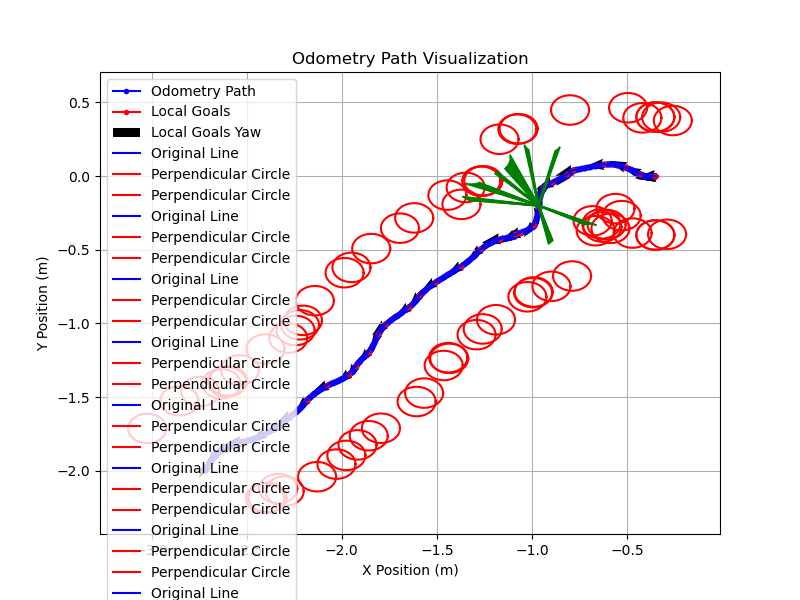 Odometry Path Visualization
Odometry Path
Local Goals
Local Goals Yaw
Original Line
Perpendicular Circle
Perpendicular Circle
Original Line
Perpendicular Circle
Perpendicular Circle
Original Line
Perpendicular Circle
Perpendicular Circle
Original Line
Perpendicular Circle
Perpendicular Circle
Original Line
Perpendicular Circle
Perpendicular Circle
Original Line
Perpendicular Circle
Perpendicular Circle
Original Line
Perpendicular Circle
Perpendicular Circle
Original Line
0.5
0.0
−0.5
−1.0
−1.5
−2.0
Y Position (m)
−2.0
−1.5
−1.0
−0.5
X Position (m)